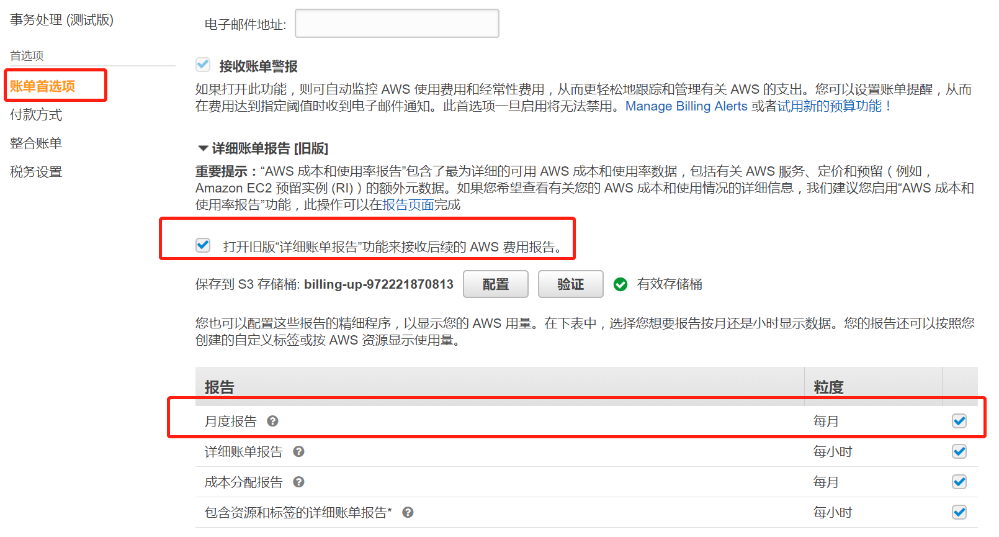 事务处理 (测试版)
首选项
账单首选项
付款方式
整合账单
税务设置
电子邮件地址:
接收账单警报
如果打开此功能，则可自动监控 AWS 使用费用和经常性费用，从而更轻松地跟踪和管理有关 AWS 的支出。您可以设置账单提醒，从而
在费用达到指定阈值时收到电子邮件通知。此首选项一旦启用将无法禁用。Manage Billing Alerts 或者试用新的预算功能！
详细账单报告 [旧版]
重要提示：“AWS 成本和使用率报告”包含了最为详细的可用 AWS 成本和使用率数据，包括有关 AWS 服务、定价和预留（例如，
Amazon EC2 预留实例 (RI)）的额外元数据。如果您希望查看有关您的 AWS 成本和使用情况的详细信息，我们建议您启用“AWS 成本和
使用率报告”功能，此操作可以在报告页面完成
打开旧版“详细账单报告”功能来接收后续的 AWS 费用报告。
保存到 S3 存储桶: billing-up-972221870813 配置 验证 有效存储桶
您也可以配置这些报告的精细程序，以显示您的 AWS 用量。在下表中，选择您想要报告按月还是小时显示数据。您的报告还可以按照您
创建的自定义标签或按 AWS 资源显示使用量。
报告 粒度
月度报告 每月
详细账单报告 每小时
成本分配报告 每月
包含资源和标签的详细账单报告* 每小时